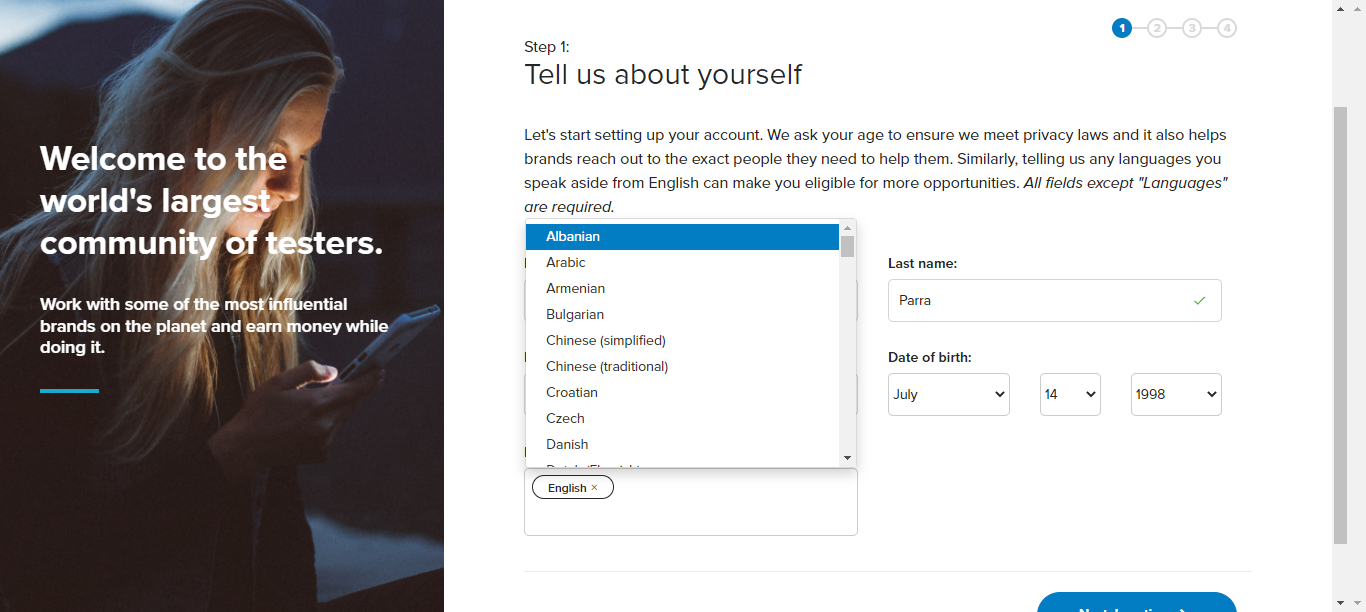 Welcome to the
world's largest
community of testers.
Work with some of the most influential
brands on the planet and earn money while
doing it.
1
2
3
4
Step 1:
Tell us about yourself
Let's start setting up your account. We ask your age to ensure we meet privacy laws and it also helps
brands reach out to the exact people they need to help them. Similarly, telling us any languages you
speak aside from English can make you eligible for more opportunities. All fields except "Languages"
are required.
Albanian
Arabic
Armenian
Bulgarian
Chinese (simplified)
Chinese (traditional)
Croatian
Czech
Danish
Last name:
Parra
Date of birth:
July
14
1998
English ×